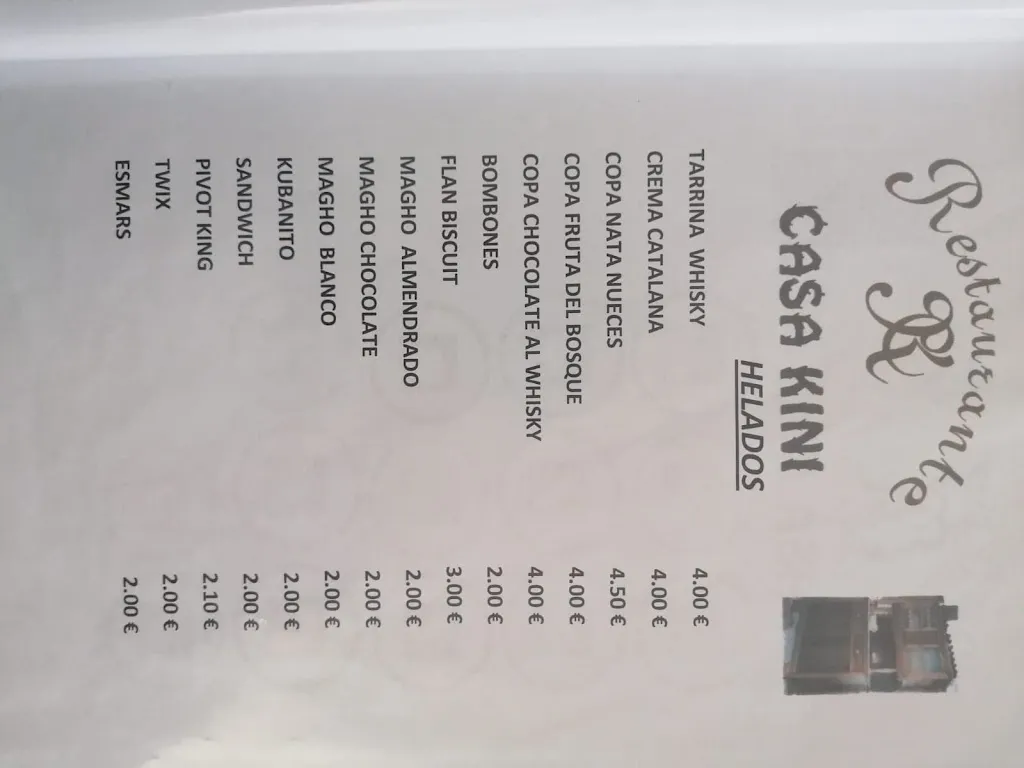 Restaurante
CASA KINI
HELADOS
TARRINA WHISKY 4.00 €
CREMA CATALANA 4.00 €
COPA NATA NUECES 4.50 €
COPA FRUTA DEL BOSQUE 4.00 €
COPA CHOCOLATE AL WHISKY 4.00 €
BOMBONES 2.00 €
FLAN BISCUIT 3.00 €
MAGHO ALMENDRADO 2.00 €
MAGHO CHOCOLATE 2.00 €
MAGHO BLANCO 2.00 €
KUBANITO 2.00 €
SANDWICH 2.00 €
PIVOT KING 2.10 €
TWIX 2.00 €
ESMARS 2.00 €